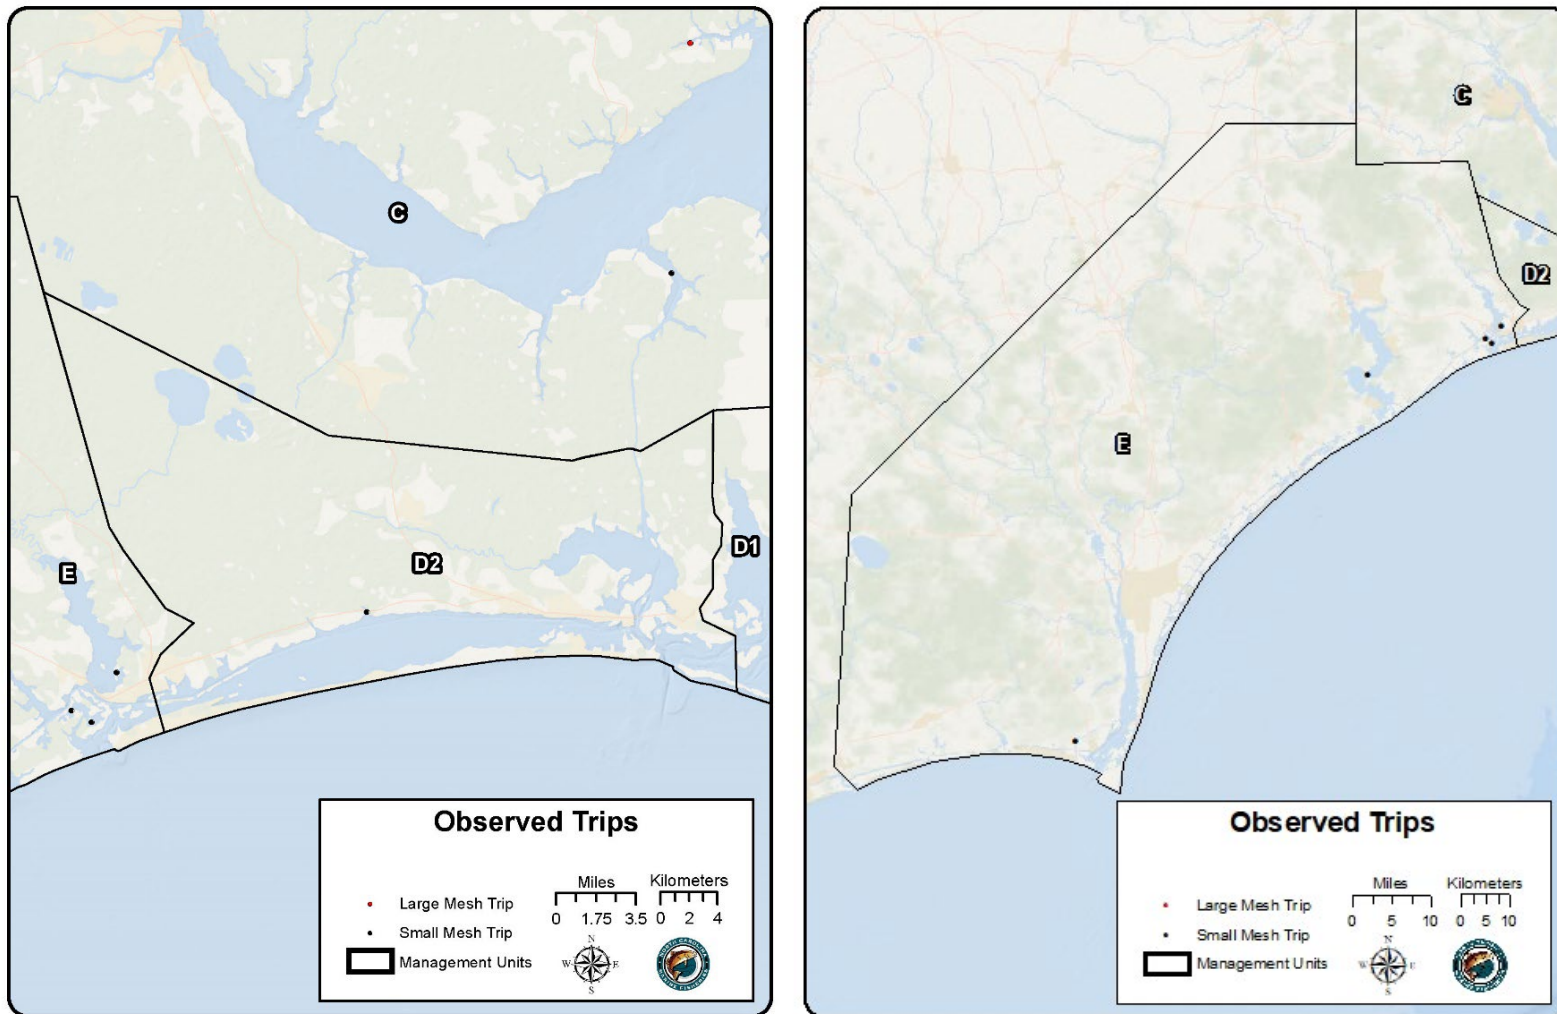 C
E
D2
D1
Observed Trips
Miles Kilometers
Large Mesh Trip
0 1.75 3.5 0 2 4
Small Mesh Trip
N
W E
S
Management Units
C
D2
E
Observed Trips
Miles Kilometers
Large Mesh Trip
0 5 10 0 5 10
Small Mesh Trip
N
W E
S
Management Units